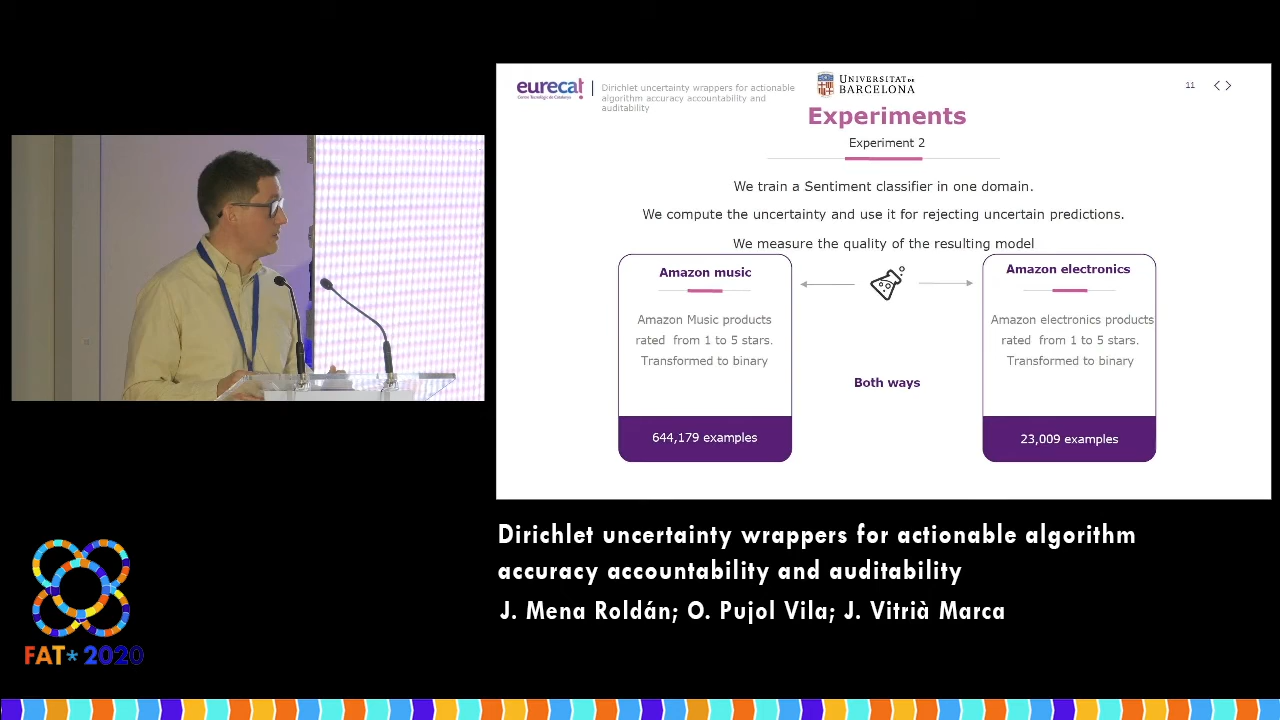 eurecat
Centre Tecnològic de Catalunya
Dirichlet uncertainty wrappers for actionable
algorithm accuracy accountability and
auditability
UNIVERSITAT DE
BARCELONA
11
Experiments
Experiment 2
We train a Sentiment classifier in one domain.
We compute the uncertainty and use it for rejecting uncertain predictions.
We measure the quality of the resulting model
Amazon music
Amazon Music products
rated from 1 to 5 stars.
Transformed to binary
644,179 examples
Both ways
Amazon electronics
Amazon electronics products
rated from 1 to 5 stars.
Transformed to binary
23,009 examples
Dirichlet uncertainty wrappers for actionable algorithm
accuracy accountability and auditability
J. Mena Roldán; O. Pujol Vila; J. Vitrià Marca
FAT* 2020